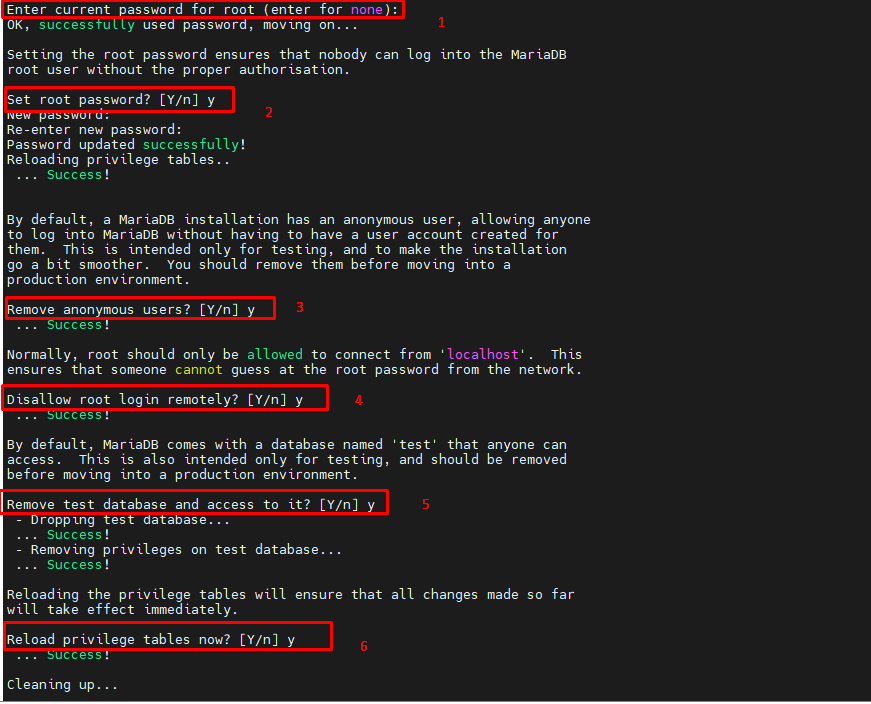 Enter current password for root (enter for none):
1
OK, successfully used password, moving on...
Setting the root password ensures that nobody can log into the MariaDB
root user without the proper authorisation.
Set root password? [Y/n] y
2
New password:
Re-enter new password:
Password updated successfully!
Reloading privilege tables..
... Success!
By default, a MariaDB installation has an anonymous user, allowing anyone
to log into MariaDB without having to have a user account created for
them.  This is intended only for testing, and to make the installation
go a bit smoother.  You should remove them before moving into a
production environment.
Remove anonymous users? [Y/n] y
3
... Success!
Normally, root should only be allowed to connect from 'localhost'.  This
ensures that someone cannot guess at the root password from the network.
Disallow root login remotely? [Y/n] y
4
... Success!
By default, MariaDB comes with a database named 'test' that anyone can
access.  This is also intended only for testing, and should be removed
before moving into a production environment.
Remove test database and access to it? [Y/n] y
5
- Dropping test database...
... Success!
- Removing privileges on test database...
... Success!
Reloading the privilege tables will ensure that all changes made so far
will take effect immediately.
Reload privilege tables now? [Y/n] y
6
... Success!
Cleaning up...